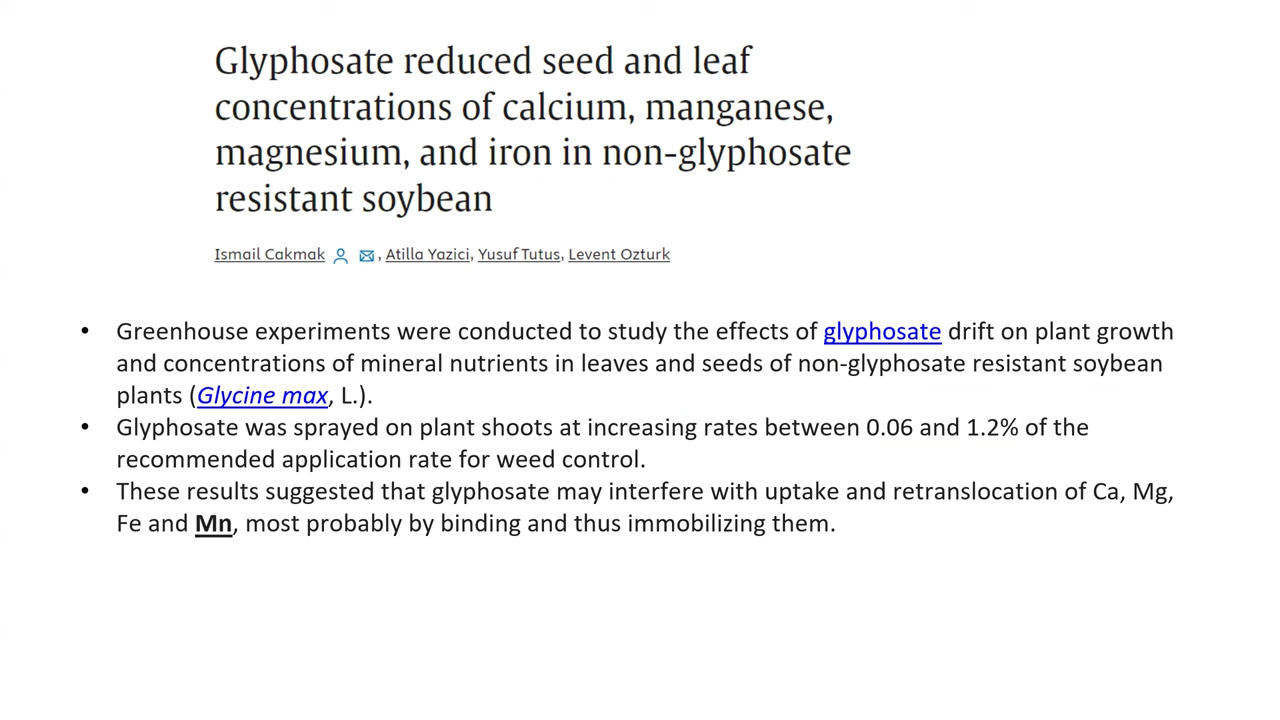 Glyphosate reduced seed and leaf
concentrations of calcium, manganese,
magnesium, and iron in non-glyphosate
resistant soybean
Ismail Cakmak , Atilla Yazici, Yusuf Tutus, Levent Ozturk
• Greenhouse experiments were conducted to study the effects of glyphosate drift on plant growth
and concentrations of mineral nutrients in leaves and seeds of non-glyphosate resistant soybean
plants (Glycine max, L.).
• Glyphosate was sprayed on plant shoots at increasing rates between 0.06 and 1.2% of the
recommended application rate for weed control.
• These results suggested that glyphosate may interfere with uptake and retranslocation of Ca, Mg,
Fe and Mn, most probably by binding and thus immobilizing them.